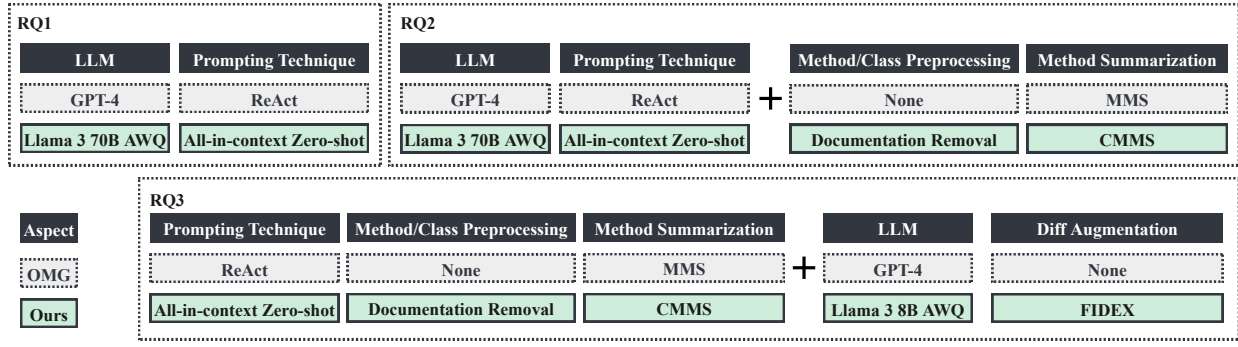 RQ1
LLM Prompting Technique
GPT-4 ReAct
Llama 3 70B AWQ All-in-context Zero-shot
RQ2
LLM Prompting Technique Method/Class Preprocessing Method Summarization
GPT-4 ReAct + None MMS
Llama 3 70B AWQ All-in-context Zero-shot Documentation Removal CMMS
RQ3
Aspect Prompting Technique Method/Class Preprocessing Method Summarization LLM Diff Augmentation
OMG ReAct None MMS + GPT-4 None
Ours All-in-context Zero-shot Documentation Removal CMMS Llama 3 8B AWQ FIDEX